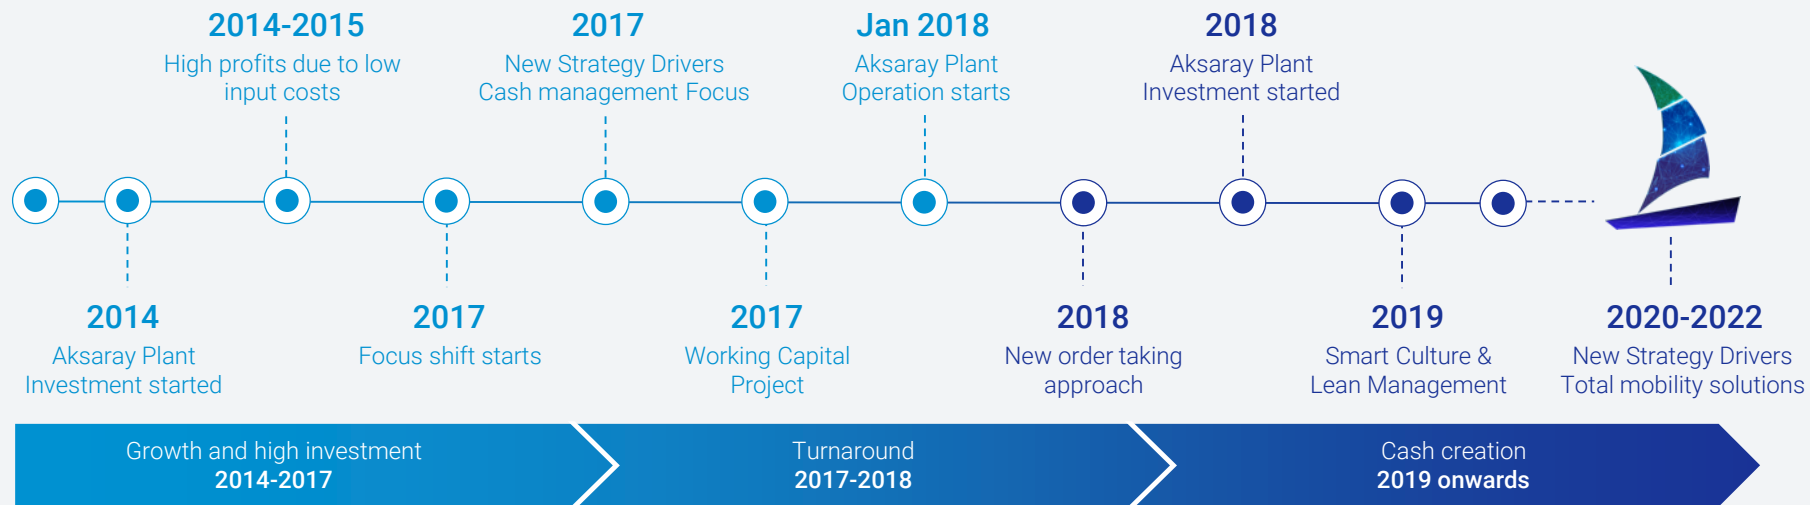 2014-2015
High profits due to low
input costs
2017
New Strategy Drivers
Cash management Focus
Jan 2018
Aksaray Plant
Operation starts
2018
Aksaray Plant
Investment started
2014
Aksaray Plant
Investment started
2017
Focus shift starts
2017
Working Capital
Project
2018
New order taking
approach
2019
Smart Culture &
Lean Management
2020-2022
New Strategy Drivers
Total mobility solutions
Growth and high investment
2014-2017
Turnaround
2017-2018
Cash creation
2019 onwards